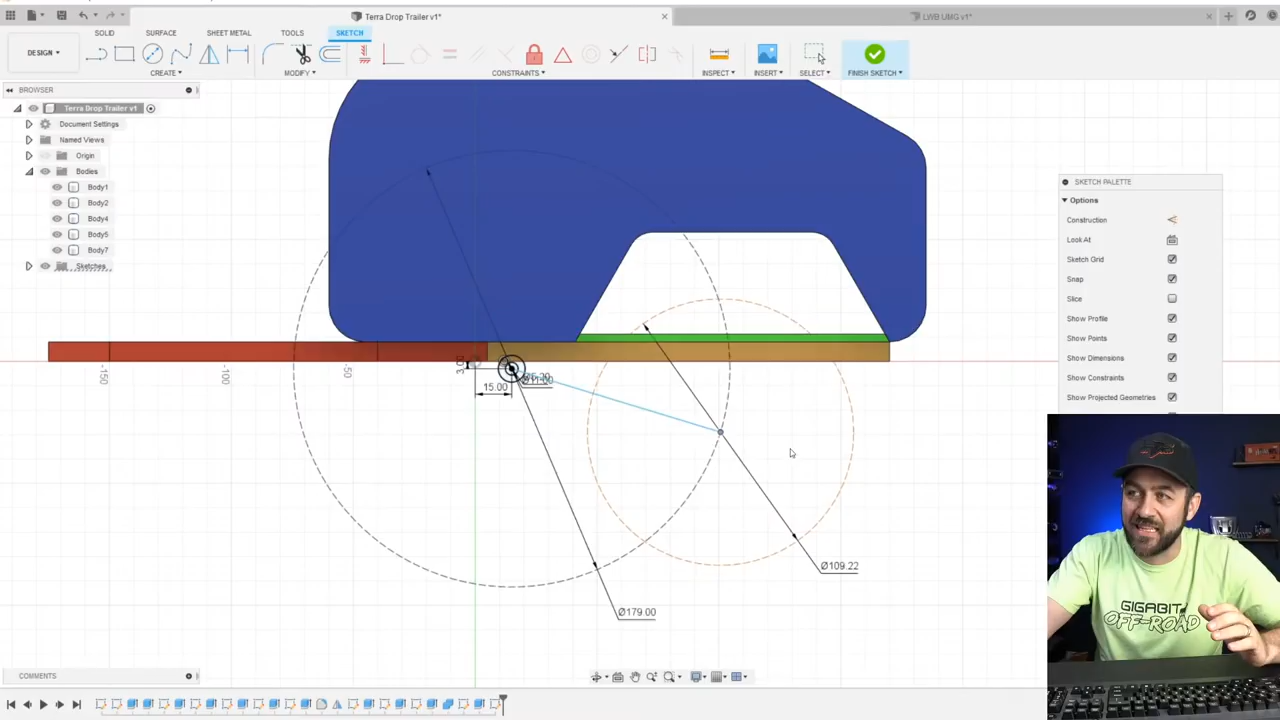 Terra Drop Trailer v1*
LWB UMG v1*
DESIGN
SOLID
SURFACE
SHEET METAL
TOOLS
SKETCH
CREATE
MODIFY
CONSTRAINTS
INSPECT
INSERT
SELECT
FINISH SKETCH
BROWSER
Terra Drop Trailer v1
Document Settings
Named Views
Origin
Bodies
Body1
Body2
Body4
Body5
Body7
Sketches
SKETCH PALETTE
Options
Construction
Look At
Sketch Grid
Snap
Slice
Show Profile
Show Points
Show Dimensions
Show Constraints
Show Projected Geometries
-150
-100
-50
3.00
15.00
Ø109.22
Ø179.00
GIGABIT
OFF-ROAD
COMMENTS